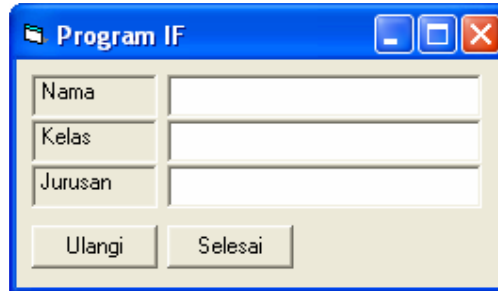 Program IF
Nama
Kelas
Jurusan
Ulangi Selesai